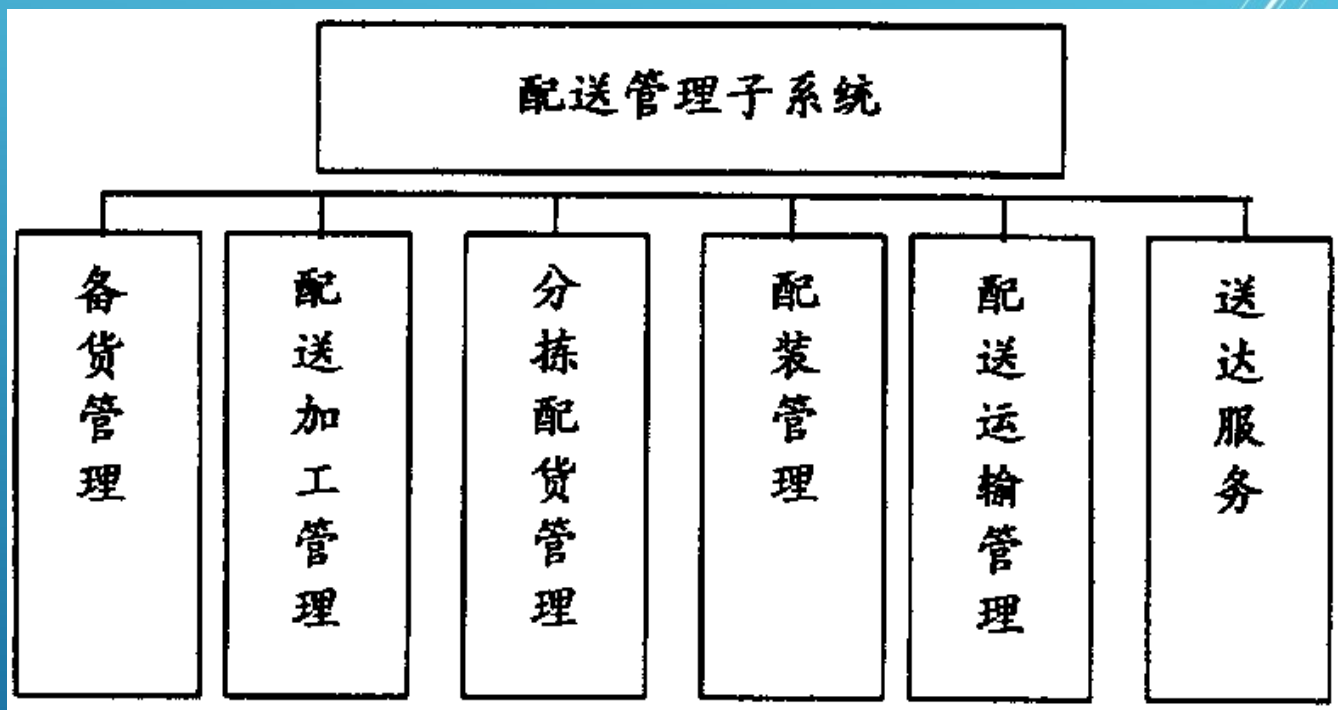 配送管理子系统
备货管理
配送加工管理
分拣配货管理
配装管理
配送运输管理
送达服务